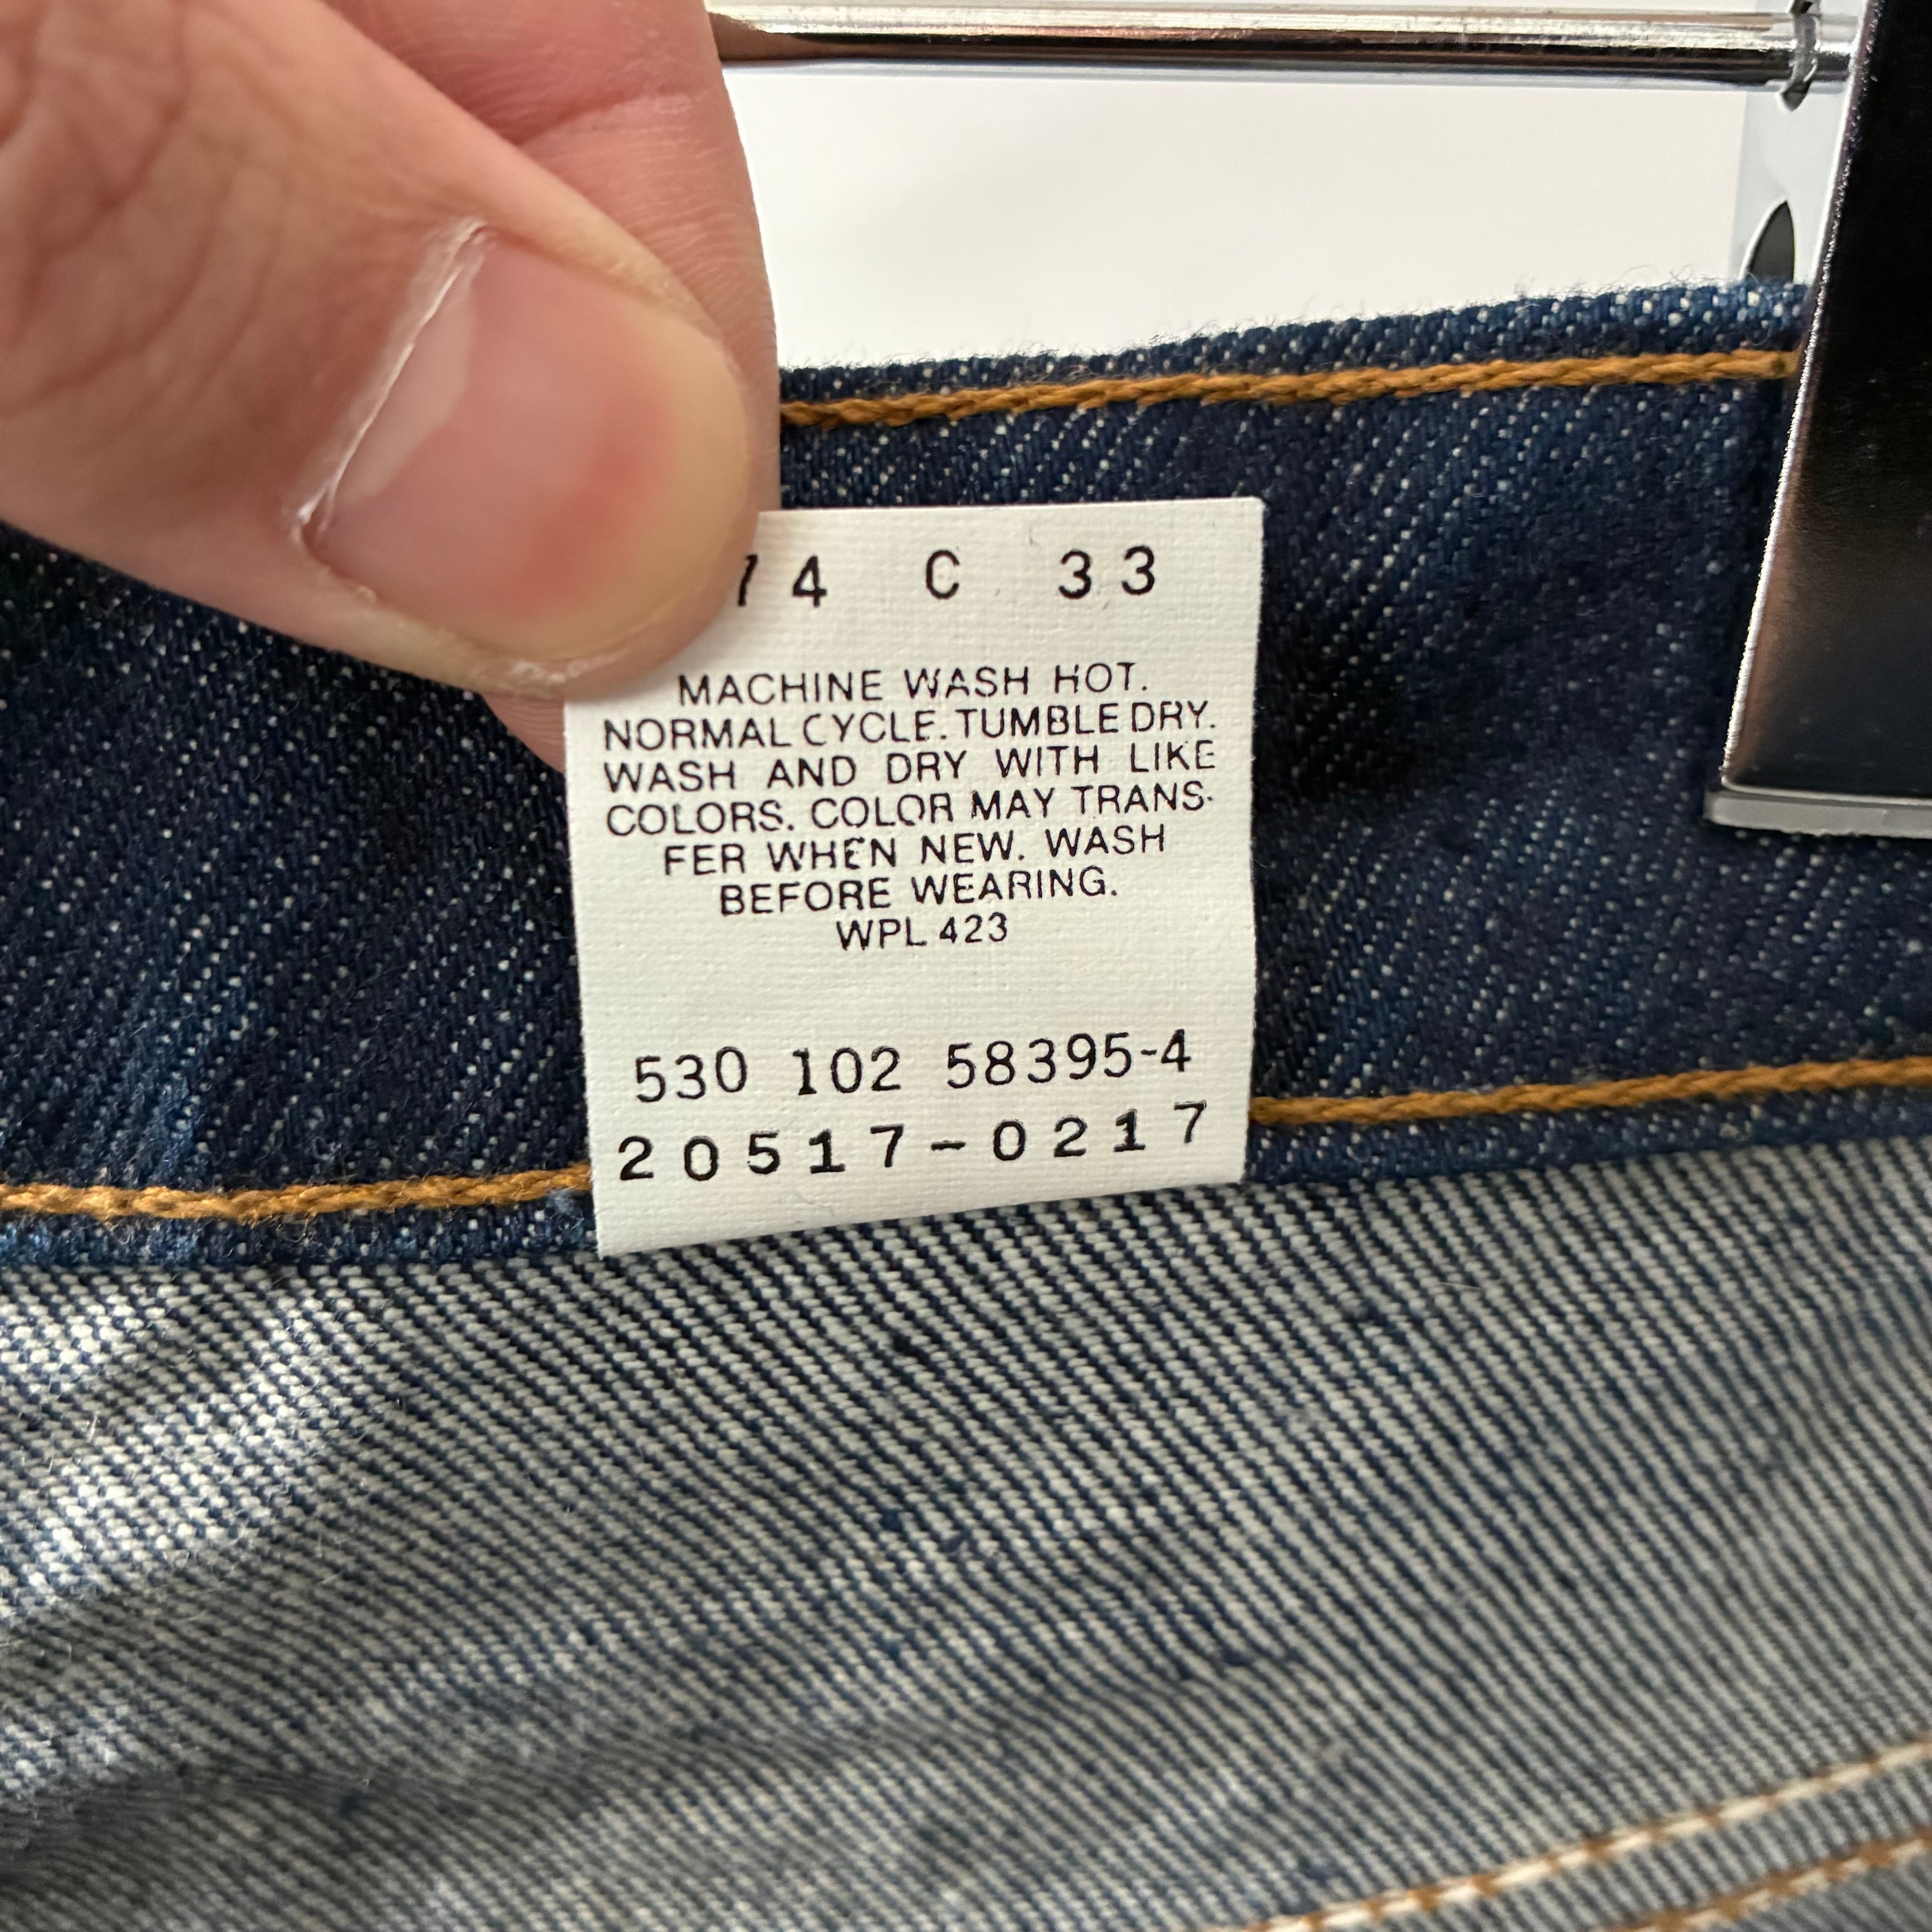 74 C 33
MACHINE WASH HOT.
NORMAL CYCLE. TUMBLE DRY.
WASH AND DRY WITH LIKE
COLORS. COLOR MAY TRANS-
FER WHEN NEW. WASH
BEFORE WEARING.
WPL 423
530 102 58395-4
20517-0217